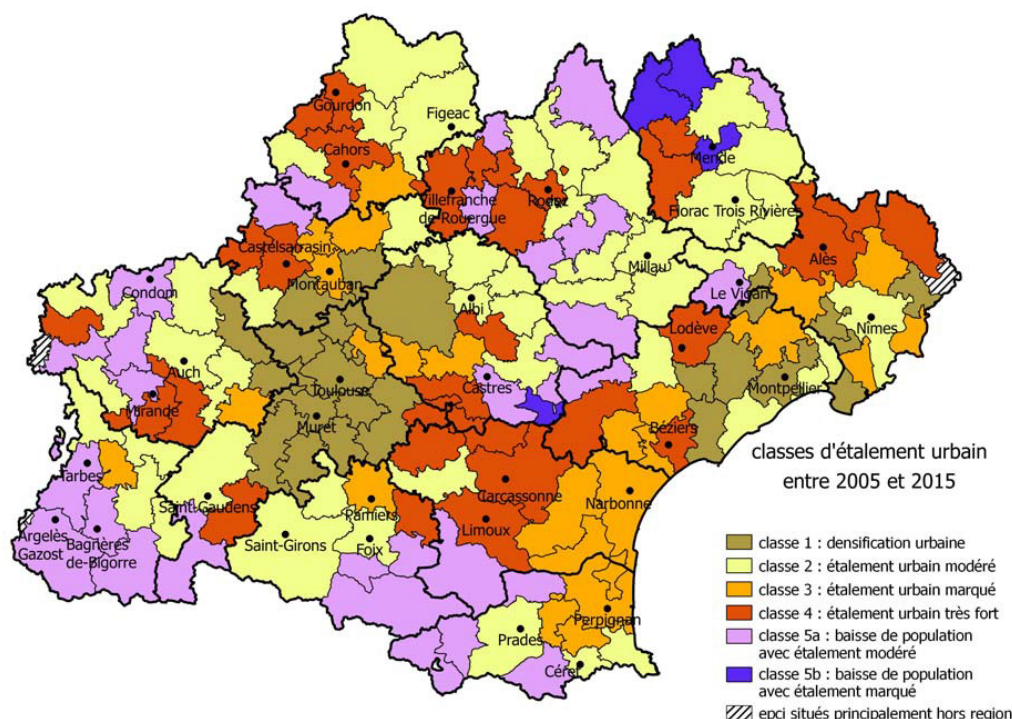 Gourdon
Figeac
Cahors
Mende
Villefranche
de-Rouergue
Rodez
Florac Trois Rivières
Castelsarrasin
Alès
Millau
Montauban
Condom
Le Vigan
Albi
Nîmes
Lodève
Auch
Toulouse
Castres
Montpellier
Mirande
Muret
Béziers
classes d'étalement urbain
entre 2005 et 2015
Tarbes
Carcassonne
Narbonne
Saint-Gaudens
Pamiers
Limoux
Argelès
Gazost
Bagnères
de-Bigorre
Saint-Girons
Foix
Perpignan
Prades
Céret
classe 1 : densification urbaine
classe 2 : étalement urbain modéré
classe 3 : étalement urbain marqué
classe 4 : étalement urbain très fort
classe 5a : baisse de population
avec étalement modéré
classe 5b : baisse de population
avec étalement marqué
epci situés principalement hors region